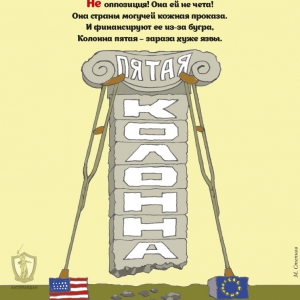 Не оппозиция! Она ей не чета!
Она страны могучей кожная проказа.
И финансируют ее из-за бугра,
Колонна пятая – зараза хуже язвы.
ПЯТАЯ
КОЛОННА